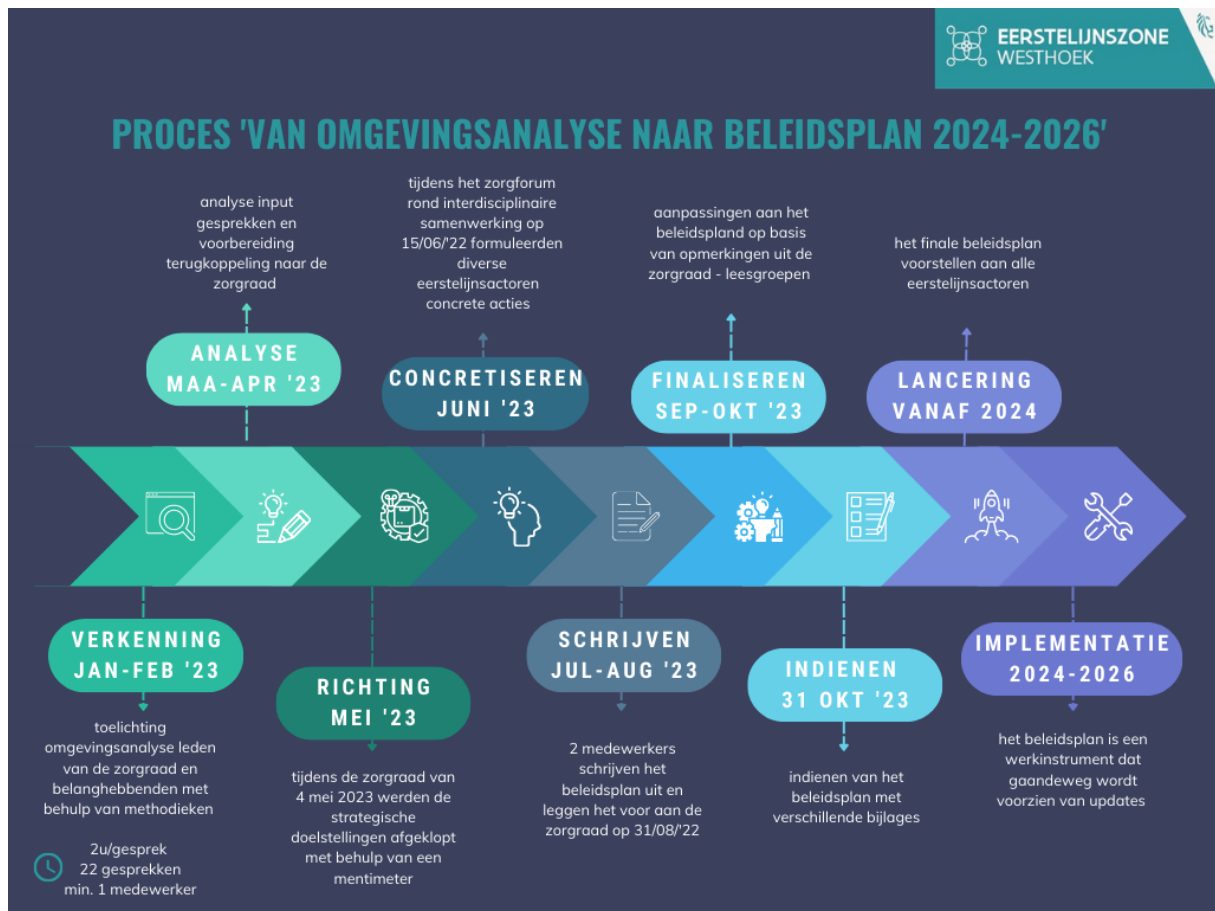 EERSTELIJNSZONE
WESTHOEK
PROCES 'VAN OMGEVINGSANALYSE NAAR BELEIDSPLAN 2024-2026'
analyse input
gesprekken en
voorbereiding
terugkoppeling naar de
zorgraad
tijdens het zorgforum
rond interdisciplinaire
samenwerking op
15/06/'22 formuleerden
diverse
eerstelijnsactoren
concrete acties
aanpassingen aan het
beleidspland op basis
van opmerkingen uit de
zorgraad - leesgroepen
het finale beleidsplan
voorstellen aan alle
eerstelijnsactoren
ANALYSE
MAA-APR '23
CONCRETISEREN
JUNI '23
FINALISEREN
SEP-OKT '23
LANCERING
VANAF 2024
VERKENNING
JAN-FEB '23
RICHTING
MEI '23
SCHRIJVEN
JUL-AUG '23
INDIENEN
31 OKT '23
IMPLEMENTATIE
2024-2026
toelichting
omgevingsanalyse leden
van de zorgraad en
belanghebbenden met
behulp van methodieken
2u/gesprek
22 gesprekken
min. 1 medewerker
tijdens de zorgraad van
4 mei 2023 werden de
strategische
doelstellingen afgeklopt
met behulp van een
mentimeter
2 medewerkers
schrijven het
beleidsplan uit en
leggen het voor aan de
zorgraad op 31/08/'22
indienen van het
beleidsplan met
verschillende bijlages
het beleidsplan is een
werkinstrument dat
gaandeweg wordt
voorzien van updates